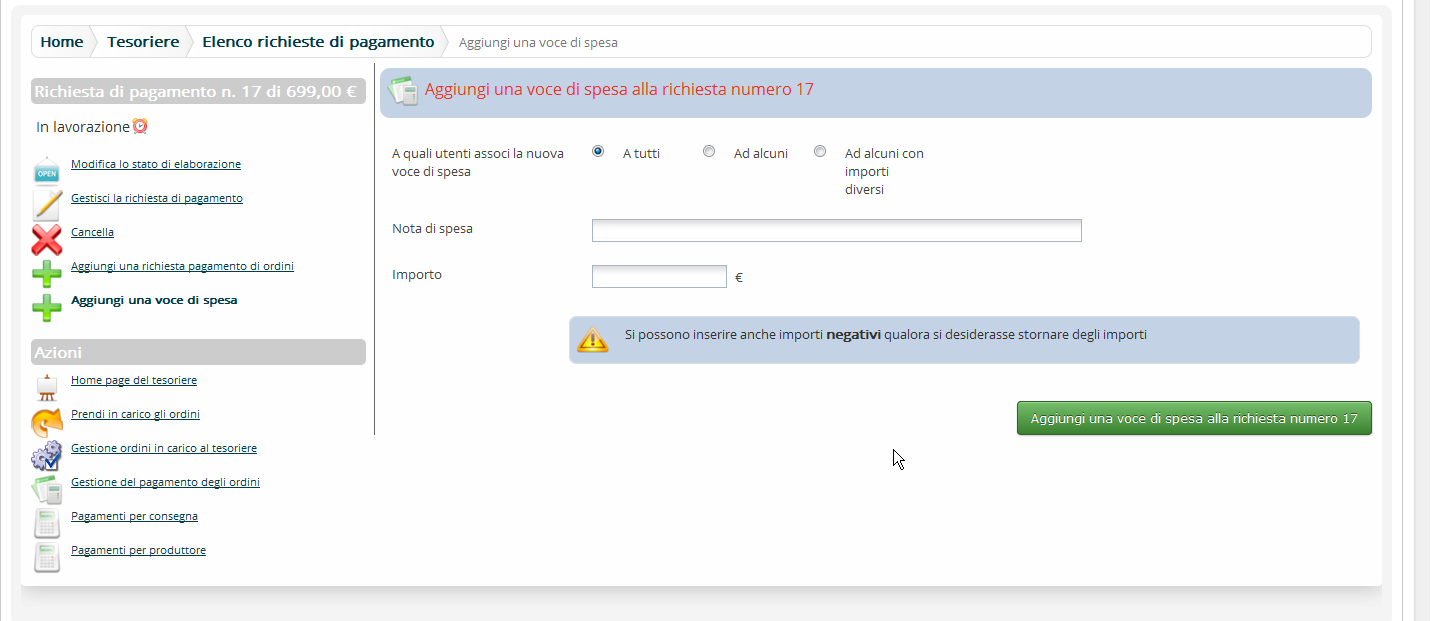 Home Tesoriere Elenco richieste di pagamento Aggiungi una voce di spesa
Richiesta di pagamento n. 17 di 699,00 €
In lavorazione
OPEN
Modifica lo stato di elaborazione
Gestisci la richiesta di pagamento
Cancella
Aggiungi una richiesta pagamento di ordini
Aggiungi una voce di spesa
Azioni
Home page del tesoriere
Prendi in carico gli ordini
Gestione ordini in carico al tesoriere
Gestione del pagamento degli ordini
Pagamenti per consegna
Pagamenti per produttore
Aggiungi una voce di spesa alla richiesta numero 17
A quali utenti associ la nuova
voce di spesa
A tutti
Ad alcuni
Ad alcuni con
importi
diversi
Nota di spesa
Importo
€
Si possono inserire anche importi negativi qualora si desiderasse stornare degli importi
Aggiungi una voce di spesa alla richiesta numero 17